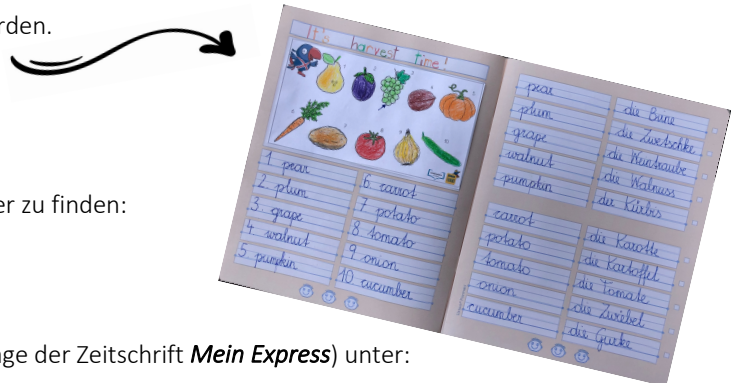 rden.
It's harvest time!
1 pear
2 plum
3. grape
4 walnut
5 pumpkin
6 carrot
7 potato
8 tomato
9 onion
10 cucumber
pear
plum
grape
walnut
pumpkin
die Birne
die Zwetschke
die Weintraube
die Walnuss
der Kürbis
carrot
potato
tomato
onion
cucumber
die Karotte
die Kartoffel
die Tomate
die Zwiebel
die Gurke
er zu finden:
ge der Zeitschrift Mein Express) unter: